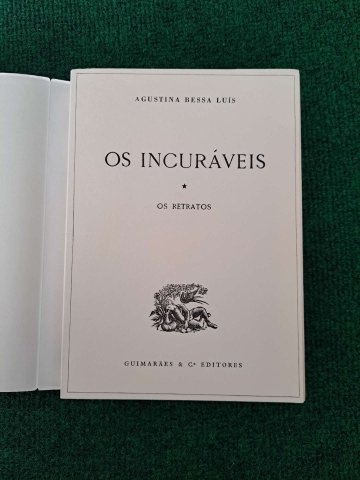 AGUSTINA BESSA LUÍS
OS INCURÁVEIS
★
OS RETRATOS
GUIMARÃES & Cª EDITORES